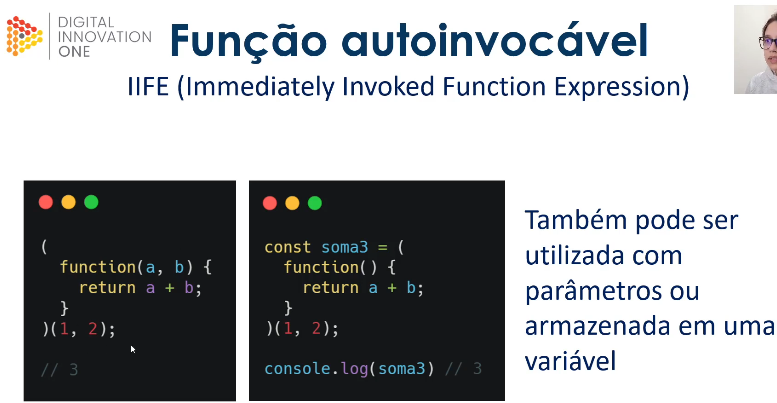 DIGITAL
INNOVATION
ONE
Função autoinvocável
IIFE (Immediately Invoked Function Expression)
(
function(a, b) {
return a + b;
}
)(1, 2);
// 3
const soma3 = (
function() {
return a + b;
}
)(1, 2);
console.log(soma3) // 3
Também pode ser
utilizada com
parâmetros ou
armazenada em uma
variável